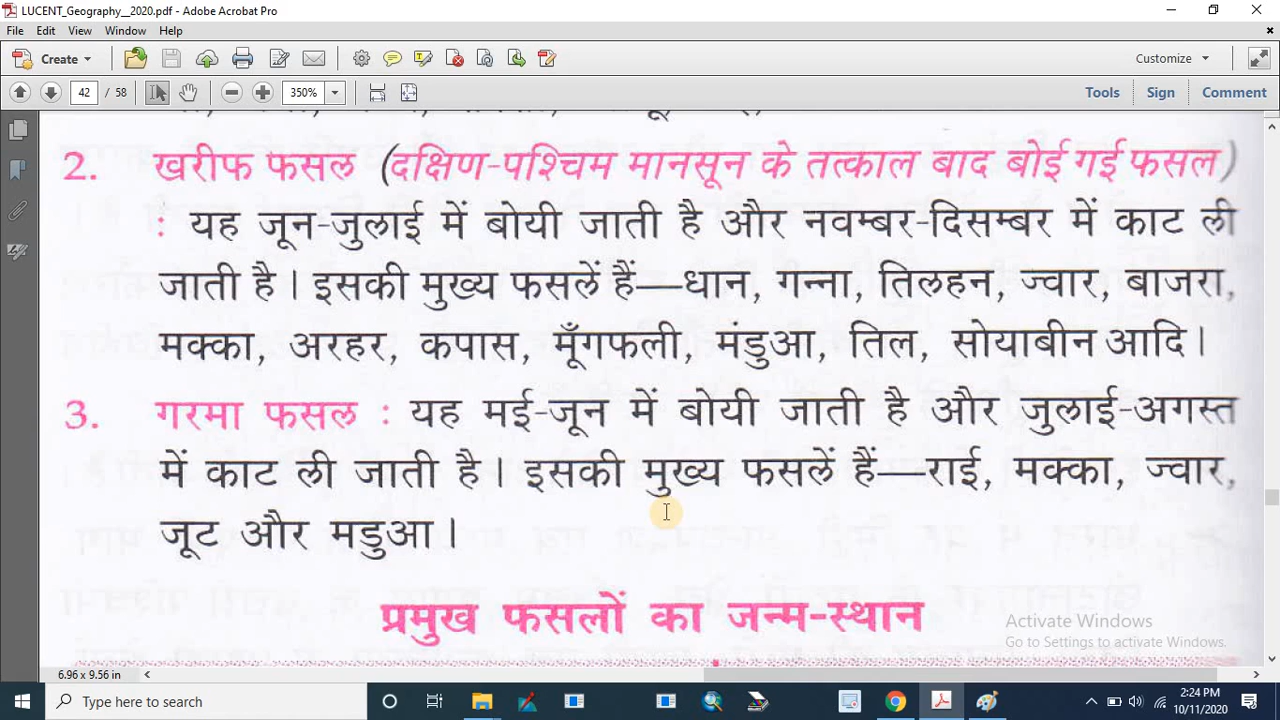 LUCENT_Geography__2020.pdf - Adobe Acrobat Pro
File Edit View Window Help
Create Customize
42 / 58 350% Tools Sign Comment
2. खरीफ फसल (दक्षिण-पश्चिम मानसून के तत्काल बाद बोई गई फसल)
: यह जून-जुलाई में बोयी जाती है और नवम्बर-दिसम्बर में काट ली
जाती है। इसकी मुख्य फसलें हैं—धान, गन्ना, तिलहन, ज्वार, बाजरा,
मक्का, अरहर, कपास, मूँगफली, मंडुआ, तिल, सोयाबीन आदि।
3. गरमा फसल : यह मई-जून में बोयी जाती है और जुलाई-अगस्त
में काट ली जाती है। इसकी मुख्य फसलें हैं—राई, मक्का, ज्वार,
जूट और मडुआ।
प्रमुख फसलों का जन्म-स्थान
Activate Windows
Go to Settings to activate Windows.
6.96 x 9.56 in
Type here to search
2:24 PM
10/11/2020